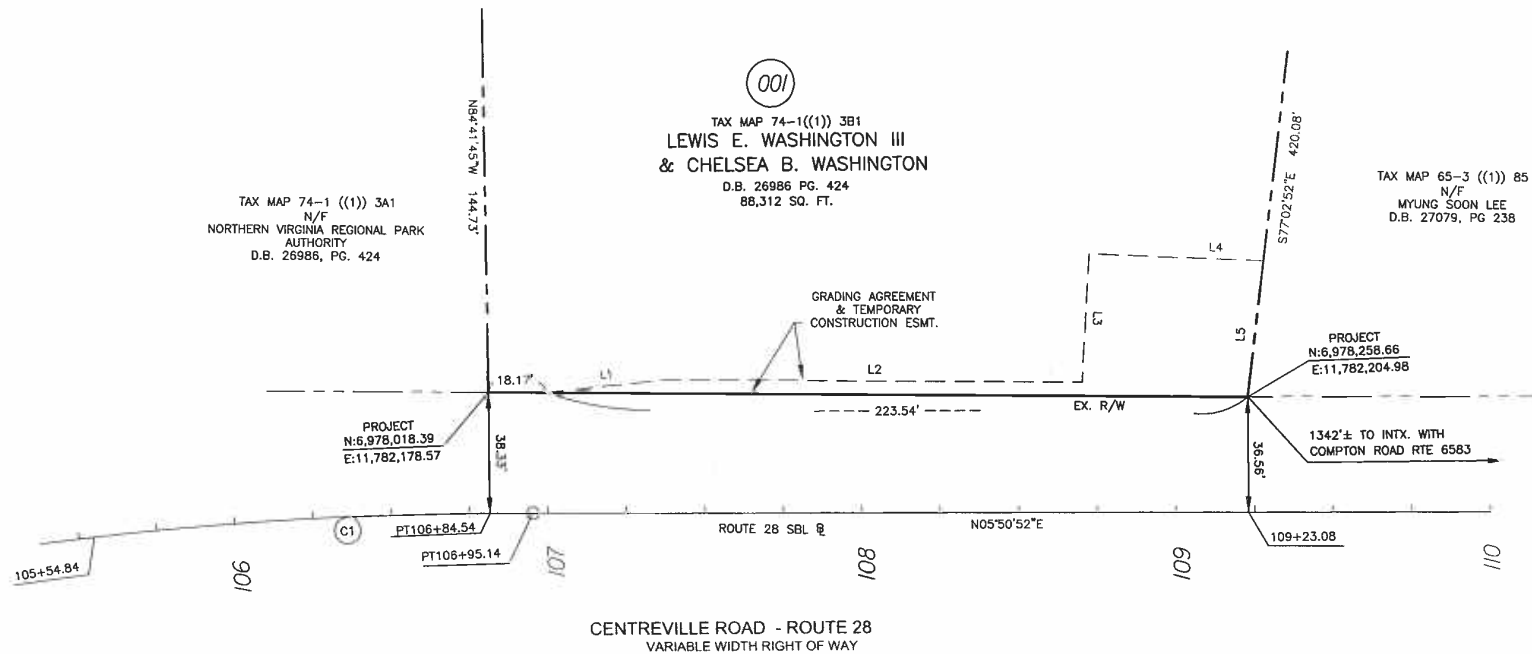 001
TAX MAP 74-1((1)) 3B1
LEWIS E. WASHINGTON III
& CHELSEA B. WASHINGTON
D.B. 26986 PG. 424
88,312 SQ. FT.
N84°41'45"W 144.73'
TAX MAP 74-1 ((1)) 3A1
N/F
NORTHERN VIRGINIA REGIONAL PARK
AUTHORITY
D.B. 26986, PG. 424
S77°02'52"E 420.08'
TAX MAP 65-3 ((1)) 85
N/F
MYUNG SOON LEE
D.B. 27079, PG 238
L4
GRADING AGREEMENT
& TEMPORARY
CONSTRUCTION ESMT.
L3
L5
PROJECT
N:6,978,258.66
E:11,782,204.98
18.17'
L1
L2
223.54'
EX. R/W
PROJECT
N:6,978,018.39
E:11,782,178.57
38.33'
36.56'
1342'± TO INTX. WITH
COMPTON ROAD RTE 6583
C1
PT106+84.54
ROUTE 28 SBL
N05°50'52"E
109+23.08
PT106+95.14
105+54.84
106
107
108
109
110
CENTREVILLE ROAD - ROUTE 28
VARIABLE WIDTH RIGHT OF WAY